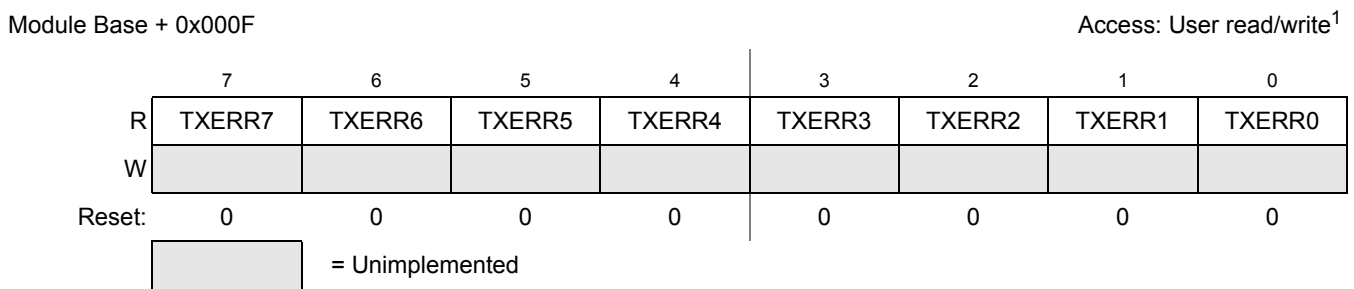 Module Base + 0x000F Access: User read/write1
7 6 5 4 3 2 1 0
R TXERR7 TXERR6 TXERR5 TXERR4 TXERR3 TXERR2 TXERR1 TXERR0
W
Reset: 0 0 0 0 0 0 0 0
= Unimplemented